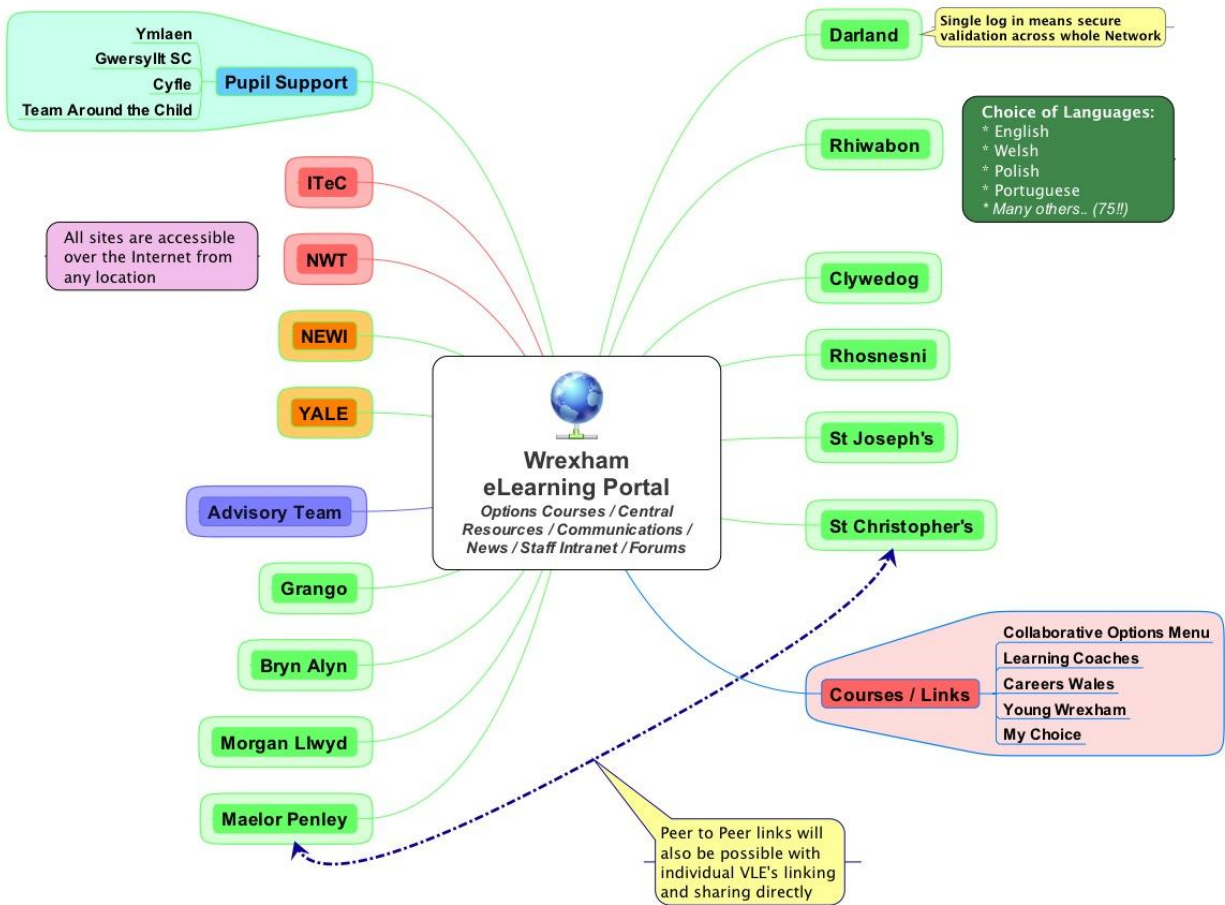 Ymlaen
Gwersyllt SC
Cyfle
Team Around the Child
Pupil Support
ITeC
All sites are accessible
over the Internet from
any location
NWT
NEWI
YALE
Advisory Team
Grango
Bryn Alyn
Morgan Llwyd
Maelor Penley
Wrexham
eLearning Portal
Options Courses / Central
Resources / Communications /
News / Staff Intranet / Forums
Darland
Single log in means secure
validation across whole Network
Rhiwabon
Choice of Languages:
* English
* Welsh
* Polish
* Portuguese
* Many others.. (75!!)
Clywedog
Rhosnesni
St Joseph's
St Christopher's
Courses / Links
Collaborative Options Menu
Learning Coaches
Careers Wales
Young Wrexham
My Choice
Peer to Peer links will
also be possible with
individual VLE's linking
and sharing directly